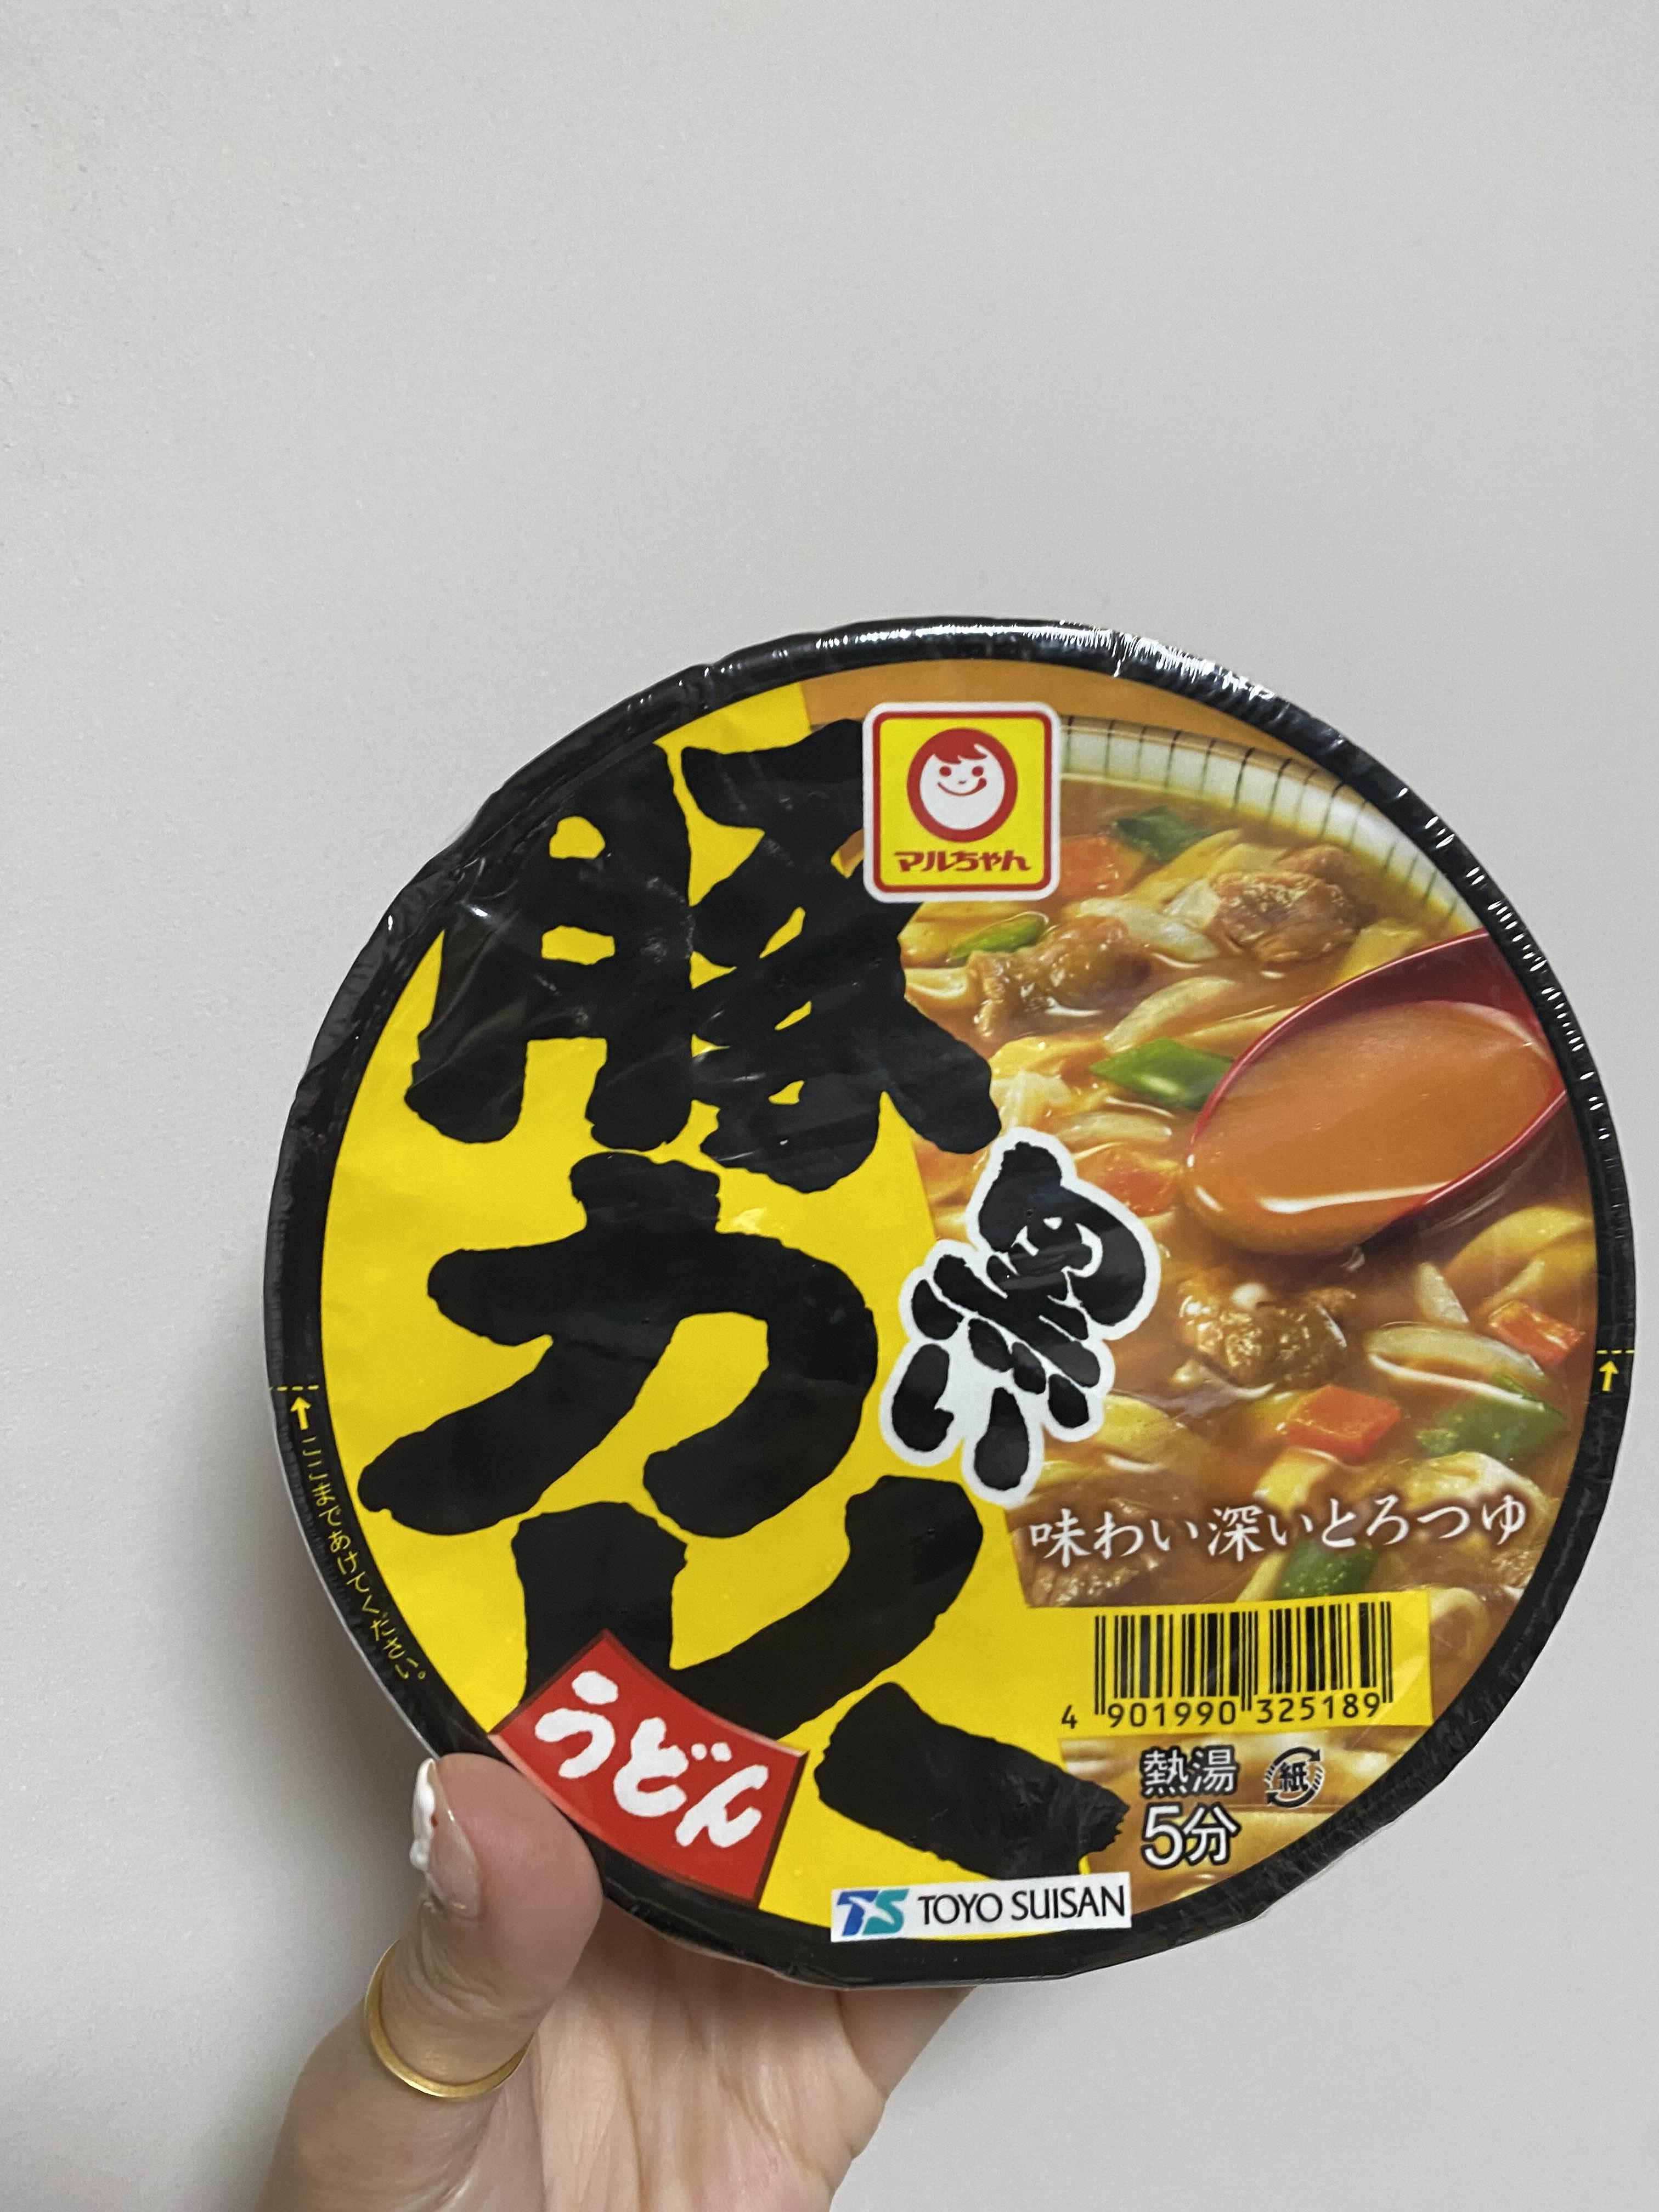 マルちゃん
黒い
豚カレー
うどん
味わい深いとろつゆ
4 901990 325189
熱湯
5分
紙
TS TOYO SUISAN
ここまであけてください。